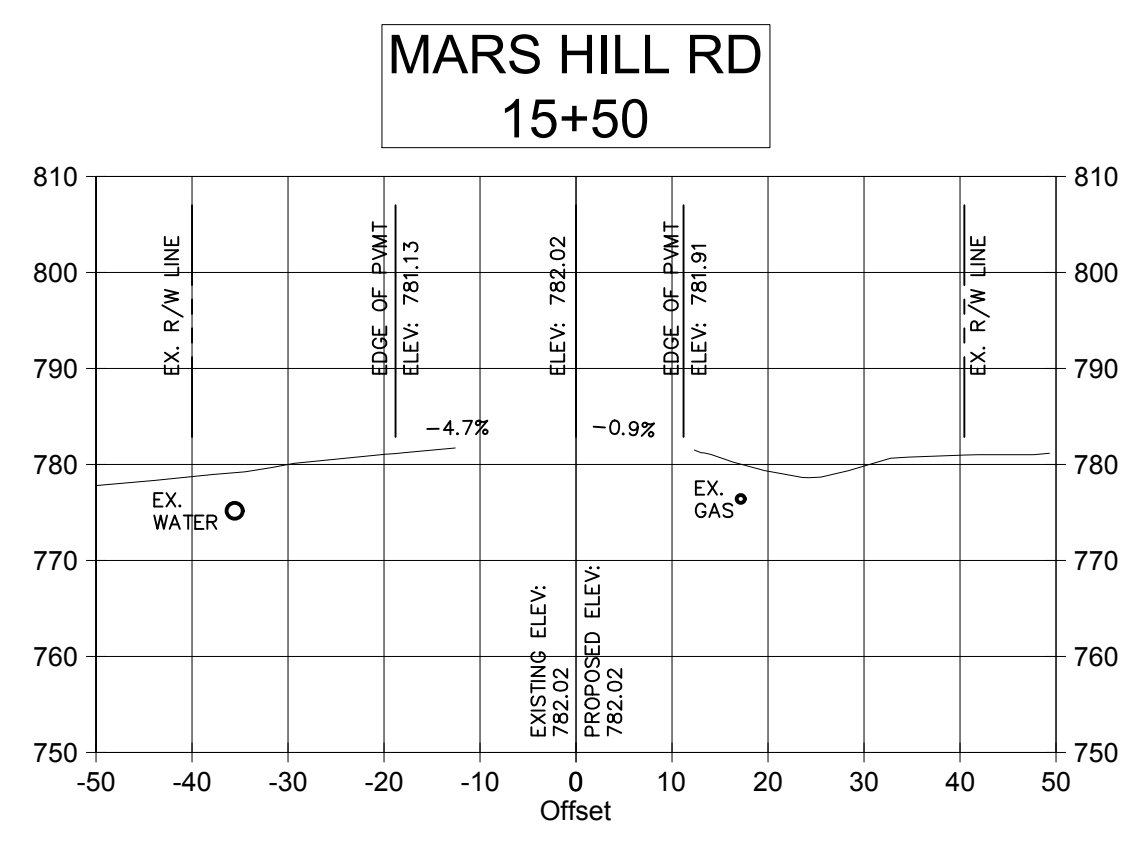 MARS HILL RD
15+50
810
810
EX. R/W LINE
EDGE OF PVMT
ELEV: 781.13
ELEV: 782.02
EDGE OF PVMT
ELEV: 781.91
EX. R/W LINE
800
800
790
790
-4.7%
-0.9%
780
780
EX.
WATER
EX.
GAS
770
770
EXISTING ELEV:
782.02
PROPOSED ELEV:
782.02
760
760
750
750
-50 -40 -30 -20 -10 0 10 20 30 40 50
Offset